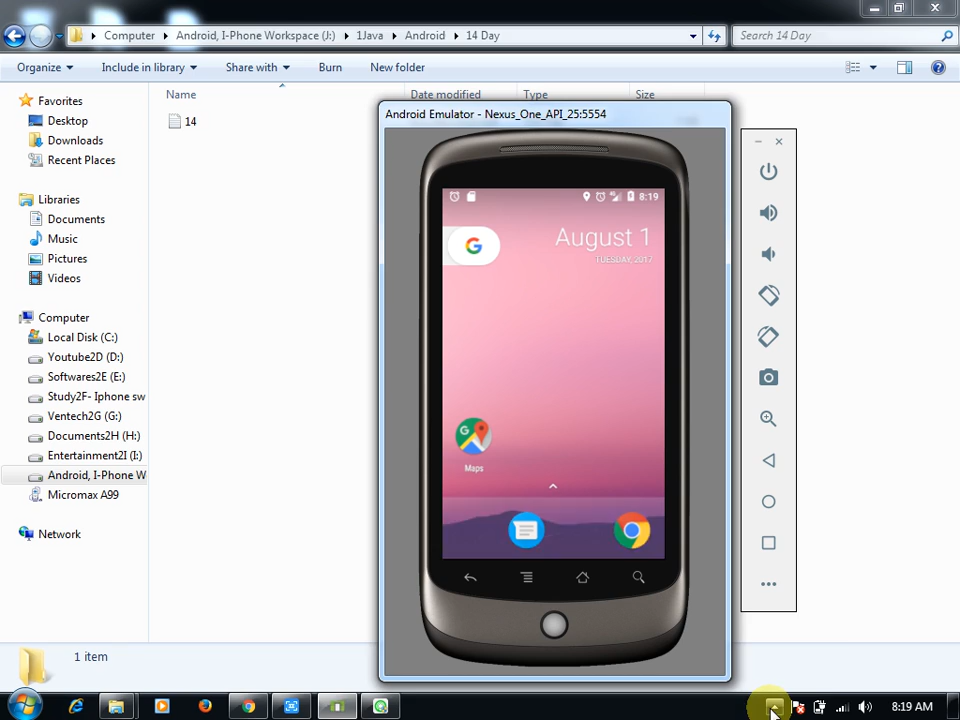 Computer
Android, I-Phone Workspace (J:)
1Java
Android
14 Day
Search 14 Day
Organize
Include in library
Share with
Burn
New folder
Favorites
Desktop
Downloads
Recent Places
Libraries
Documents
Music
Pictures
Videos
Computer
Local Disk (C:)
Youtube2D (D:)
Softwares2E (E:)
Study2F- Iphone sw
Ventech2G (G:)
Documents2H (H:)
Entertainment2I (I:)
Android, I-Phone W
Micromax A99
Network
Name
Date modified
Type
Size
14
Android Emulator - Nexus_One_API_25:5554
8:19
G
August 1
TUESDAY, 2017
Maps
1 item
8:19 AM